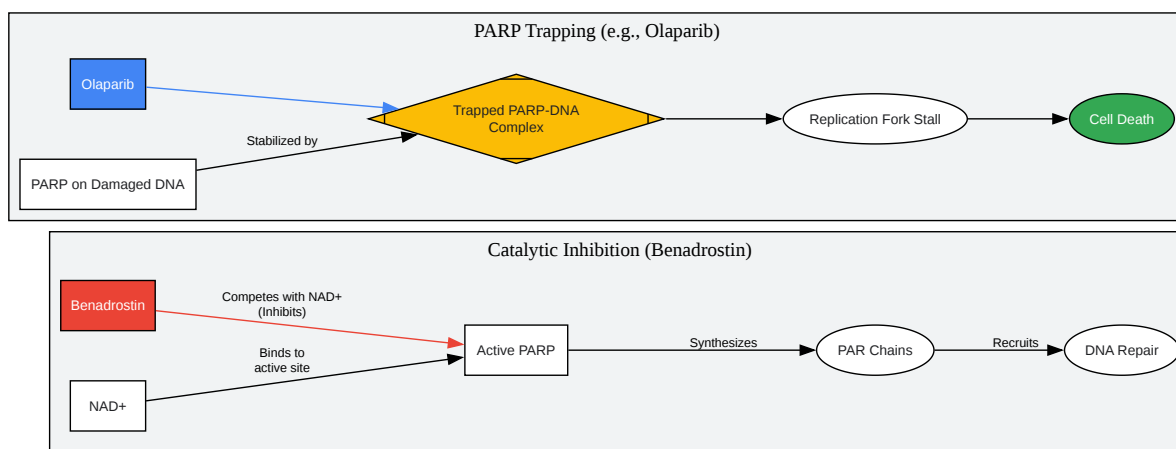 PARP Trapping (e.g., Olaparib)
Olaparib
Stabilized by
PARP on Damaged DNA
Trapped PARP-DNA
Complex
Replication Fork Stall
Cell Death
Catalytic Inhibition (Benadrostin)
Benadrostin
Competes with NAD+
(Inhibits)
Binds to
active site
NAD+
Active PARP
Synthesizes
PAR Chains
Recruits
DNA Repair